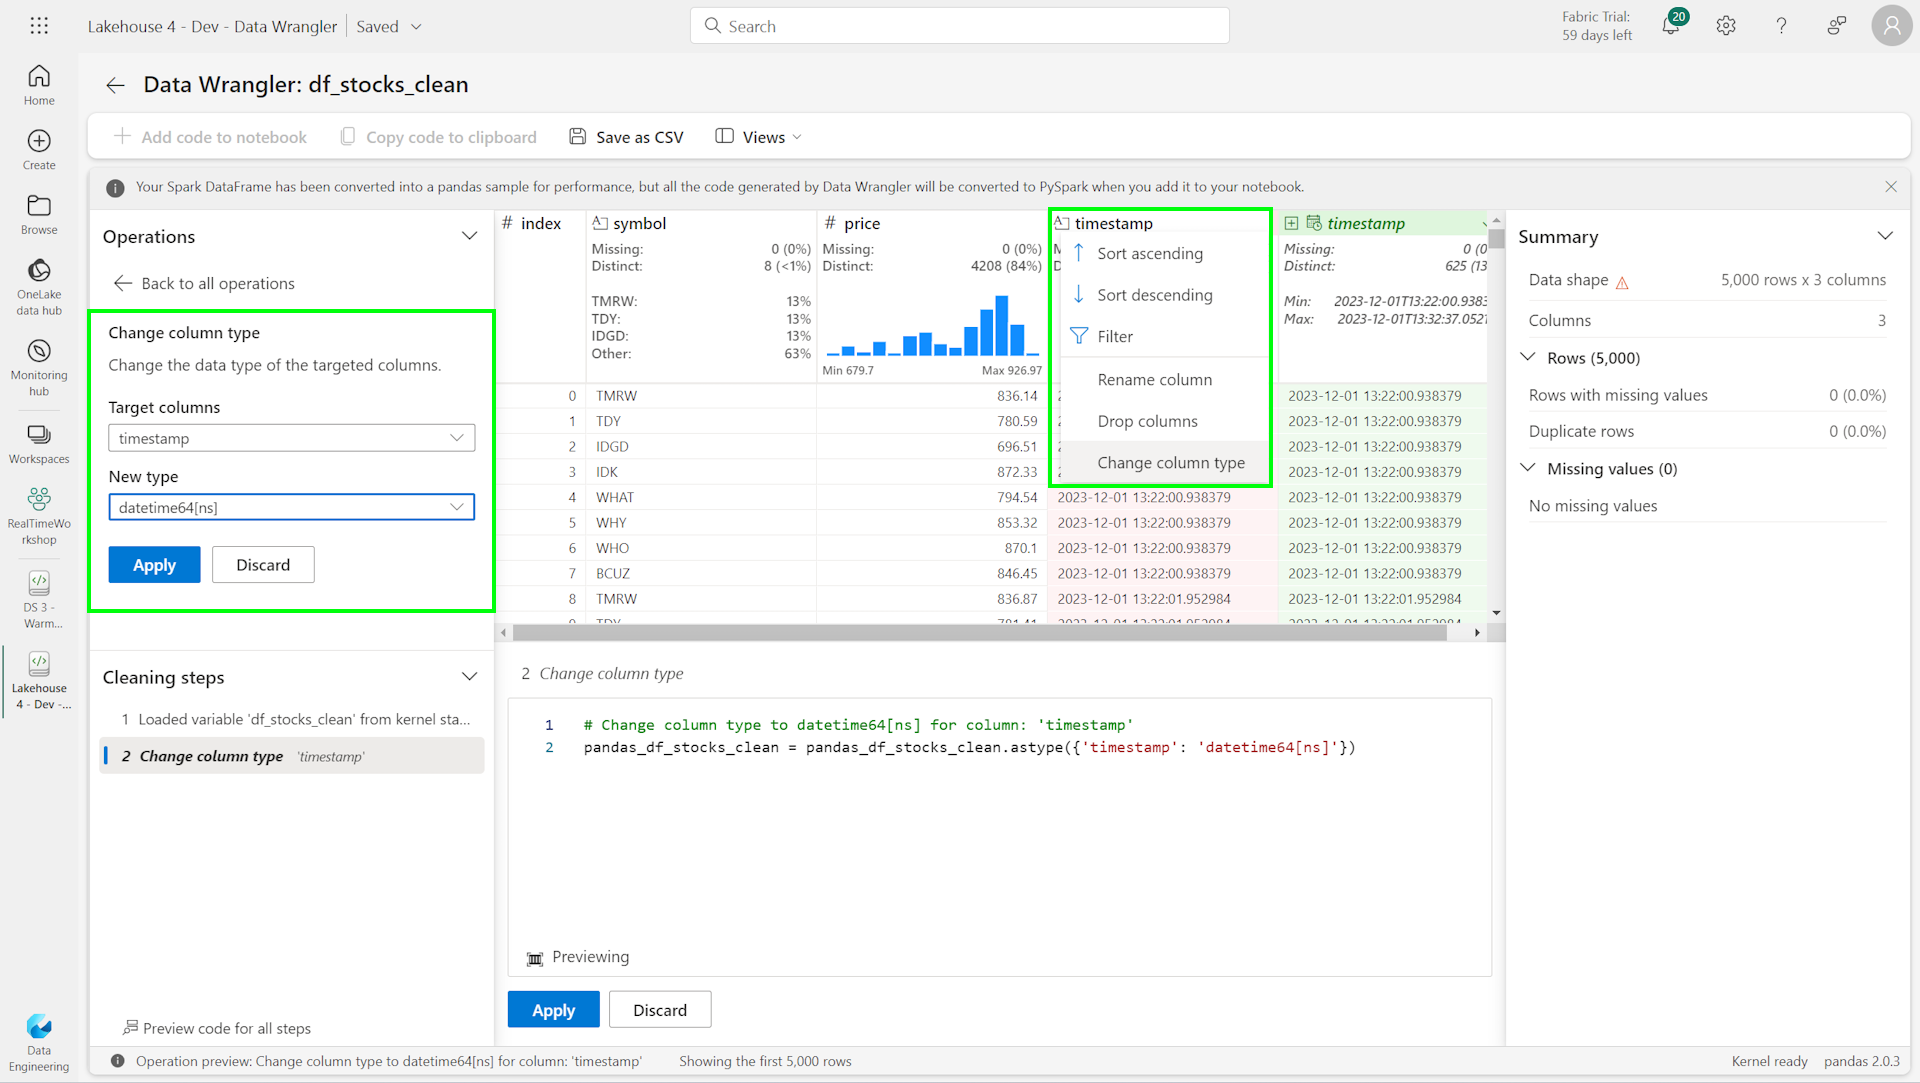 Lakehouse 4 - Dev - Data Wrangler
Saved
Search
Fabric Trial:
59 days left
20
Home
Create
Browse
OneLake
data hub
Monitoring
hub
Workspaces
RealTimeWo
rkshop
DS 3 -
Warm...
Lakehouse
4 - Dev -...
Data
Engineering
Data Wrangler: df_stocks_clean
Add code to notebook
Copy code to clipboard
Save as CSV
Views
Your Spark DataFrame has been converted into a pandas sample for performance, but all the code generated by Data Wrangler will be converted to PySpark when you add it to your notebook.
Operations
Back to all operations
Change column type
Change the data type of the targeted columns.
Target columns
timestamp
New type
datetime64[ns]
Apply
Discard
Cleaning steps
1 Loaded variable 'df_stocks_clean' from kernel sta...
2 Change column type 'timestamp'
Preview code for all steps
# index
symbol
Missing: 0 (0%)
Distinct: 8 (<1%)
TMRW: 13%
TDY: 13%
IDGD: 13%
Other: 63%
# price
Missing: 0 (0%)
Distinct: 4208 (84%)
Min 679.7
Max 926.97
timestamp
Sort ascending
Sort descending
Filter
Rename column
Drop columns
Change column type
timestamp
Missing: 0 (0
Distinct: 625 (13
Min: 2023-12-01T13:22:00.9383
Max: 2023-12-01T13:32:37.0521
0 TMRW 836.14 2023-12-01 13:22:00.938379
1 TDY 780.59 2023-12-01 13:22:00.938379
2 IDGD 696.51 2023-12-01 13:22:00.938379
3 IDK 872.33 2023-12-01 13:22:00.938379
4 WHAT 794.54 2023-12-01 13:22:00.938379 2023-12-01 13:22:00.938379
5 WHY 853.32 2023-12-01 13:22:00.938379 2023-12-01 13:22:00.938379
6 WHO 870.1 2023-12-01 13:22:00.938379 2023-12-01 13:22:00.938379
7 BCUZ 846.45 2023-12-01 13:22:00.938379 2023-12-01 13:22:00.938379
8 TMRW 836.87 2023-12-01 13:22:01.952984 2023-12-01 13:22:01.952984
2 Change column type
1 # Change column type to datetime64[ns] for column: 'timestamp'
2 pandas_df_stocks_clean = pandas_df_stocks_clean.astype({'timestamp': 'datetime64[ns]'})
Previewing
Apply
Discard
Summary
Data shape 5,000 rows x 3 columns
Columns 3
Rows (5,000)
Rows with missing values 0 (0.0%)
Duplicate rows 0 (0.0%)
Missing values (0)
No missing values
Operation preview: Change column type to datetime64[ns] for column: 'timestamp'
Showing the first 5,000 rows
Kernel ready
pandas 2.0.3